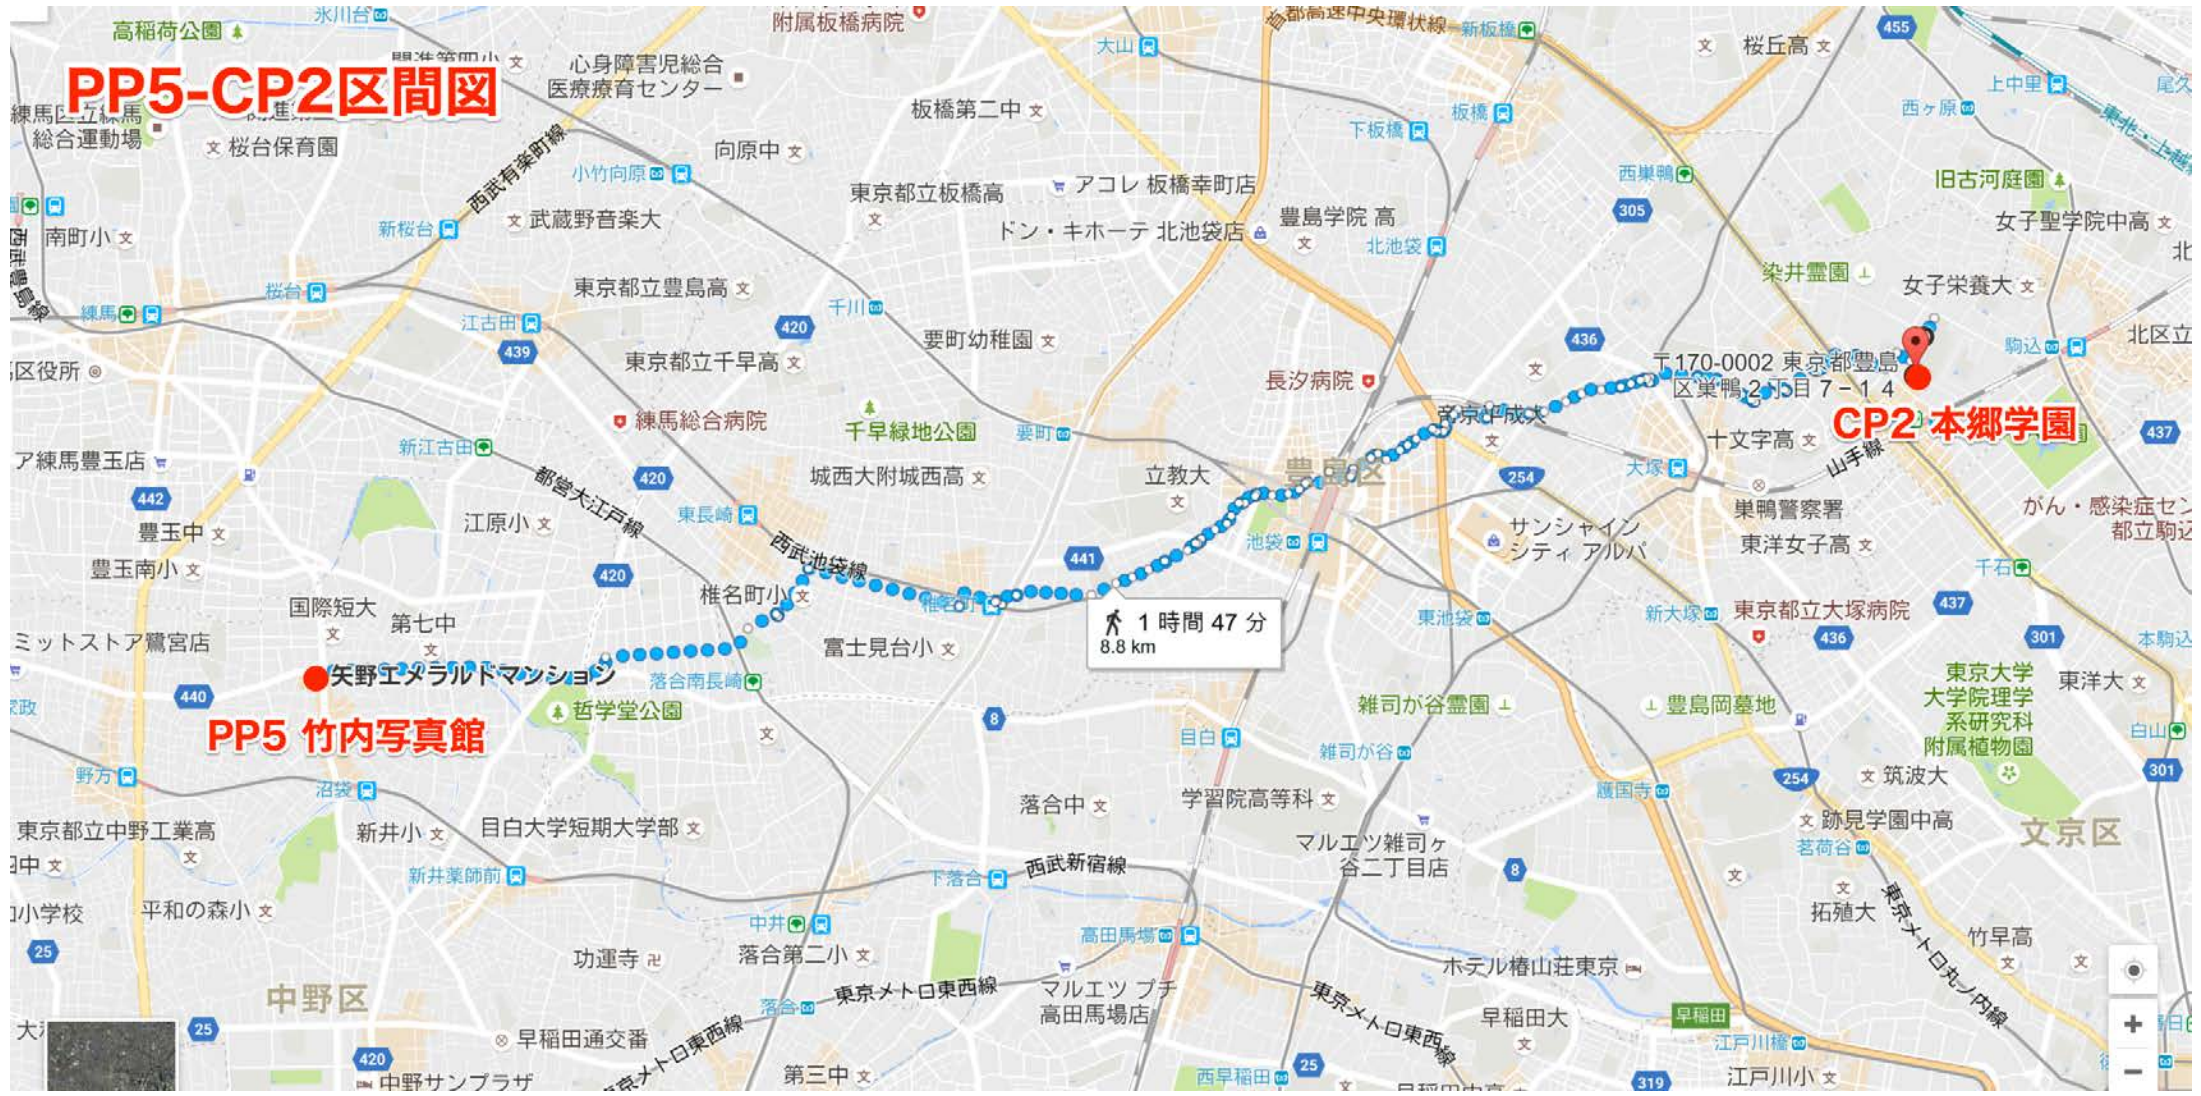 氷川台
高稲荷公園
附属板橋病院
首都高速中央環状線
新板橋
455
大山
桜丘高
心身障害児総合
医療療育センター
PP5-CP2区間図
上中里
板橋第二中
板橋
西ヶ原
下板橋
総合運動場
桜台保育園
向原中
西武有楽町線
小竹向原
西巣鴨
旧古河庭園
東京都立板橋高
アコレ 板橋幸町店
305
武蔵野音楽大
豊島学院 高
女子聖学院中高
新桜台
ドン・キホーテ 北池袋店
南町小
北池袋
染井霊園
女子栄養大
東京都立豊島高
桜台
練馬
千川
江古田
420
要町幼稚園
436
439
駒込
東京都立千早高
〒170-0002 東京都豊島
区巣鴨２丁目７−１４
区役所
長汐病院
練馬総合病院
千早緑地公園
要町
帝京平成大
CP2 本郷学園
新江古田
十文字高
437
山手線
ア練馬豊玉店
城西大附城西高
立教大
豊島区
大塚
254
442
420
都営大江戸線
江原小
東長崎
巣鴨警察署
サンシャイン
シティ アルパ
豊玉中
西武池袋線
池袋
東洋女子高
441
豊玉南小
420
千石
椎名町小
椎名町
国際短大
第七中
1 時間 47 分
8.8 km
東池袋
新大塚
東京都立大塚病院
437
436
301
ミットストア鷺宮店
富士見台小
矢野エメラルドマンション
落合南長崎
440
哲学堂公園
PP5 竹内写真館
8
雑司が谷霊園
豊島岡墓地
東京大学
大学院理学
系研究科
附属植物園
東洋大
白山
目白
雑司が谷
野方
沼袋
254
筑波大
301
護国寺
落合中
学習院高等科
東京都立中野工業高
新井小
目白大学短期大学部
跡見学園中高
文京区
マルエツ雑司ヶ
谷二丁目店
茗荷谷
新井薬師前
下落合
西武新宿線
8
平和の森小
拓殖大
東京メトロ丸ノ内線
中井
高田馬場
竹早高
25
功運寺
落合第二小
ホテル椿山荘東京
中野区
落合
東京メトロ東西線
マルエツ プチ
高田馬場店
東京メトロ東西線
早稲田大
早稲田
25
早稲田通交番
420
江戸川橋
中野サンプラザ
第三中
西早稲田
25
319
江戸川小